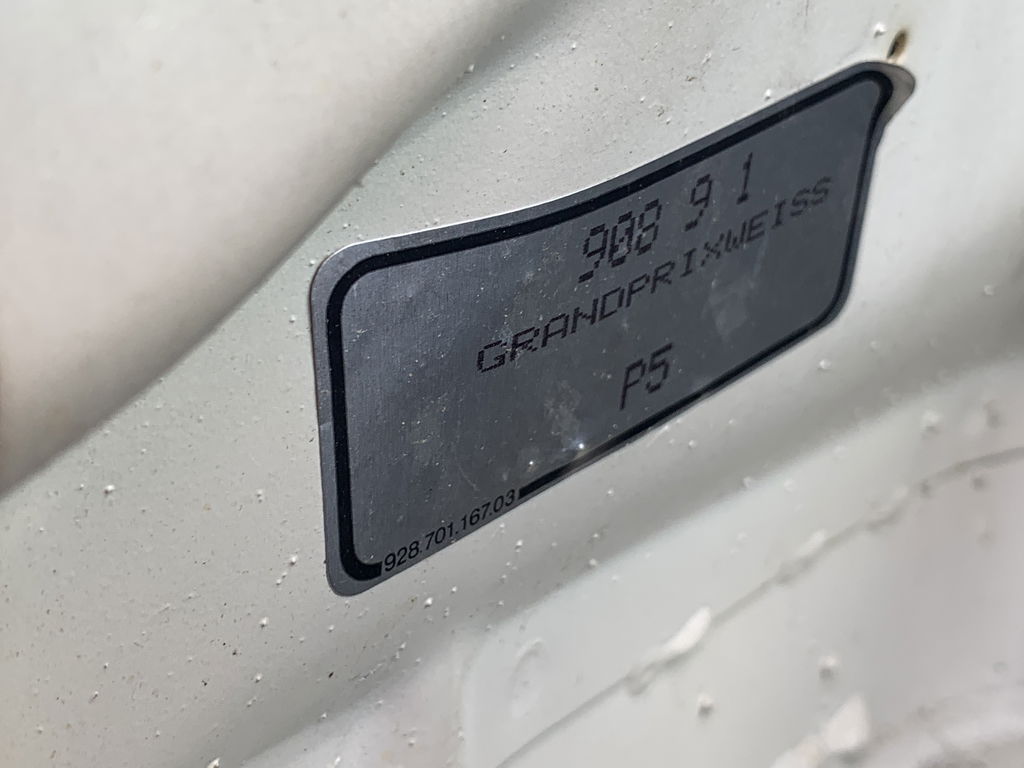 908 9 1
GRANDPRIXWEISS
P5
928.701.167.03